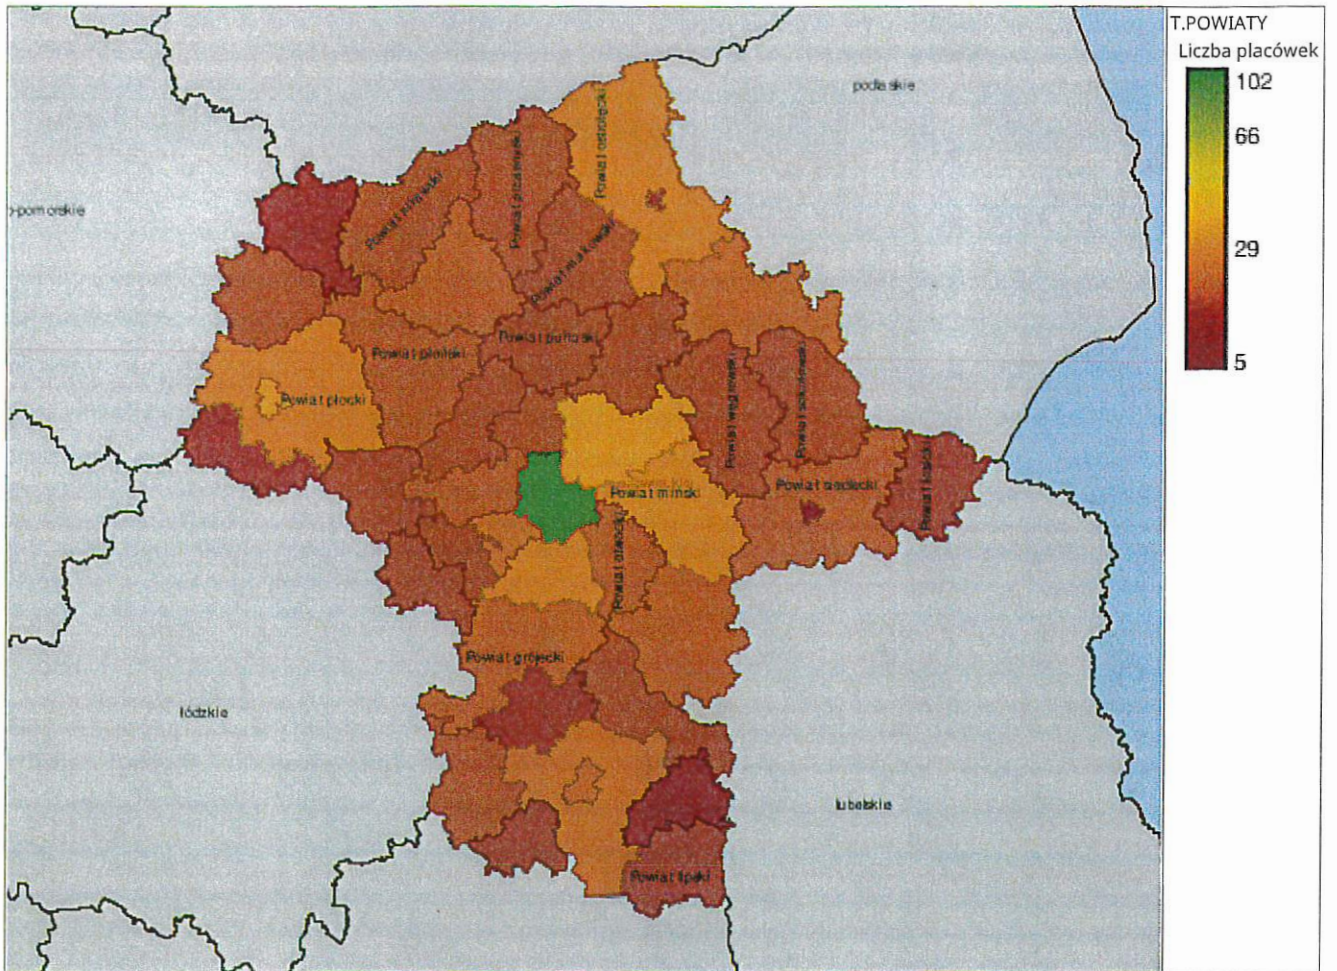 T.POWIATY
Liczba placówek
102
66
29
5
podlaskie
o-pomorskie
Powiat ostrołęcki
Powiat przasnyski
Powiat mławski
Powiat makowski
Powiat pułtuski
Powiat płoński
Powiat płocki
Powiat węgrowski
Powiat sokołowski
Powiat miński
Powiat siedlecki
Powiat łosicki
Powiat otwocki
Powiat grójecki
łódzkie
lubelskie
Powiat lipski